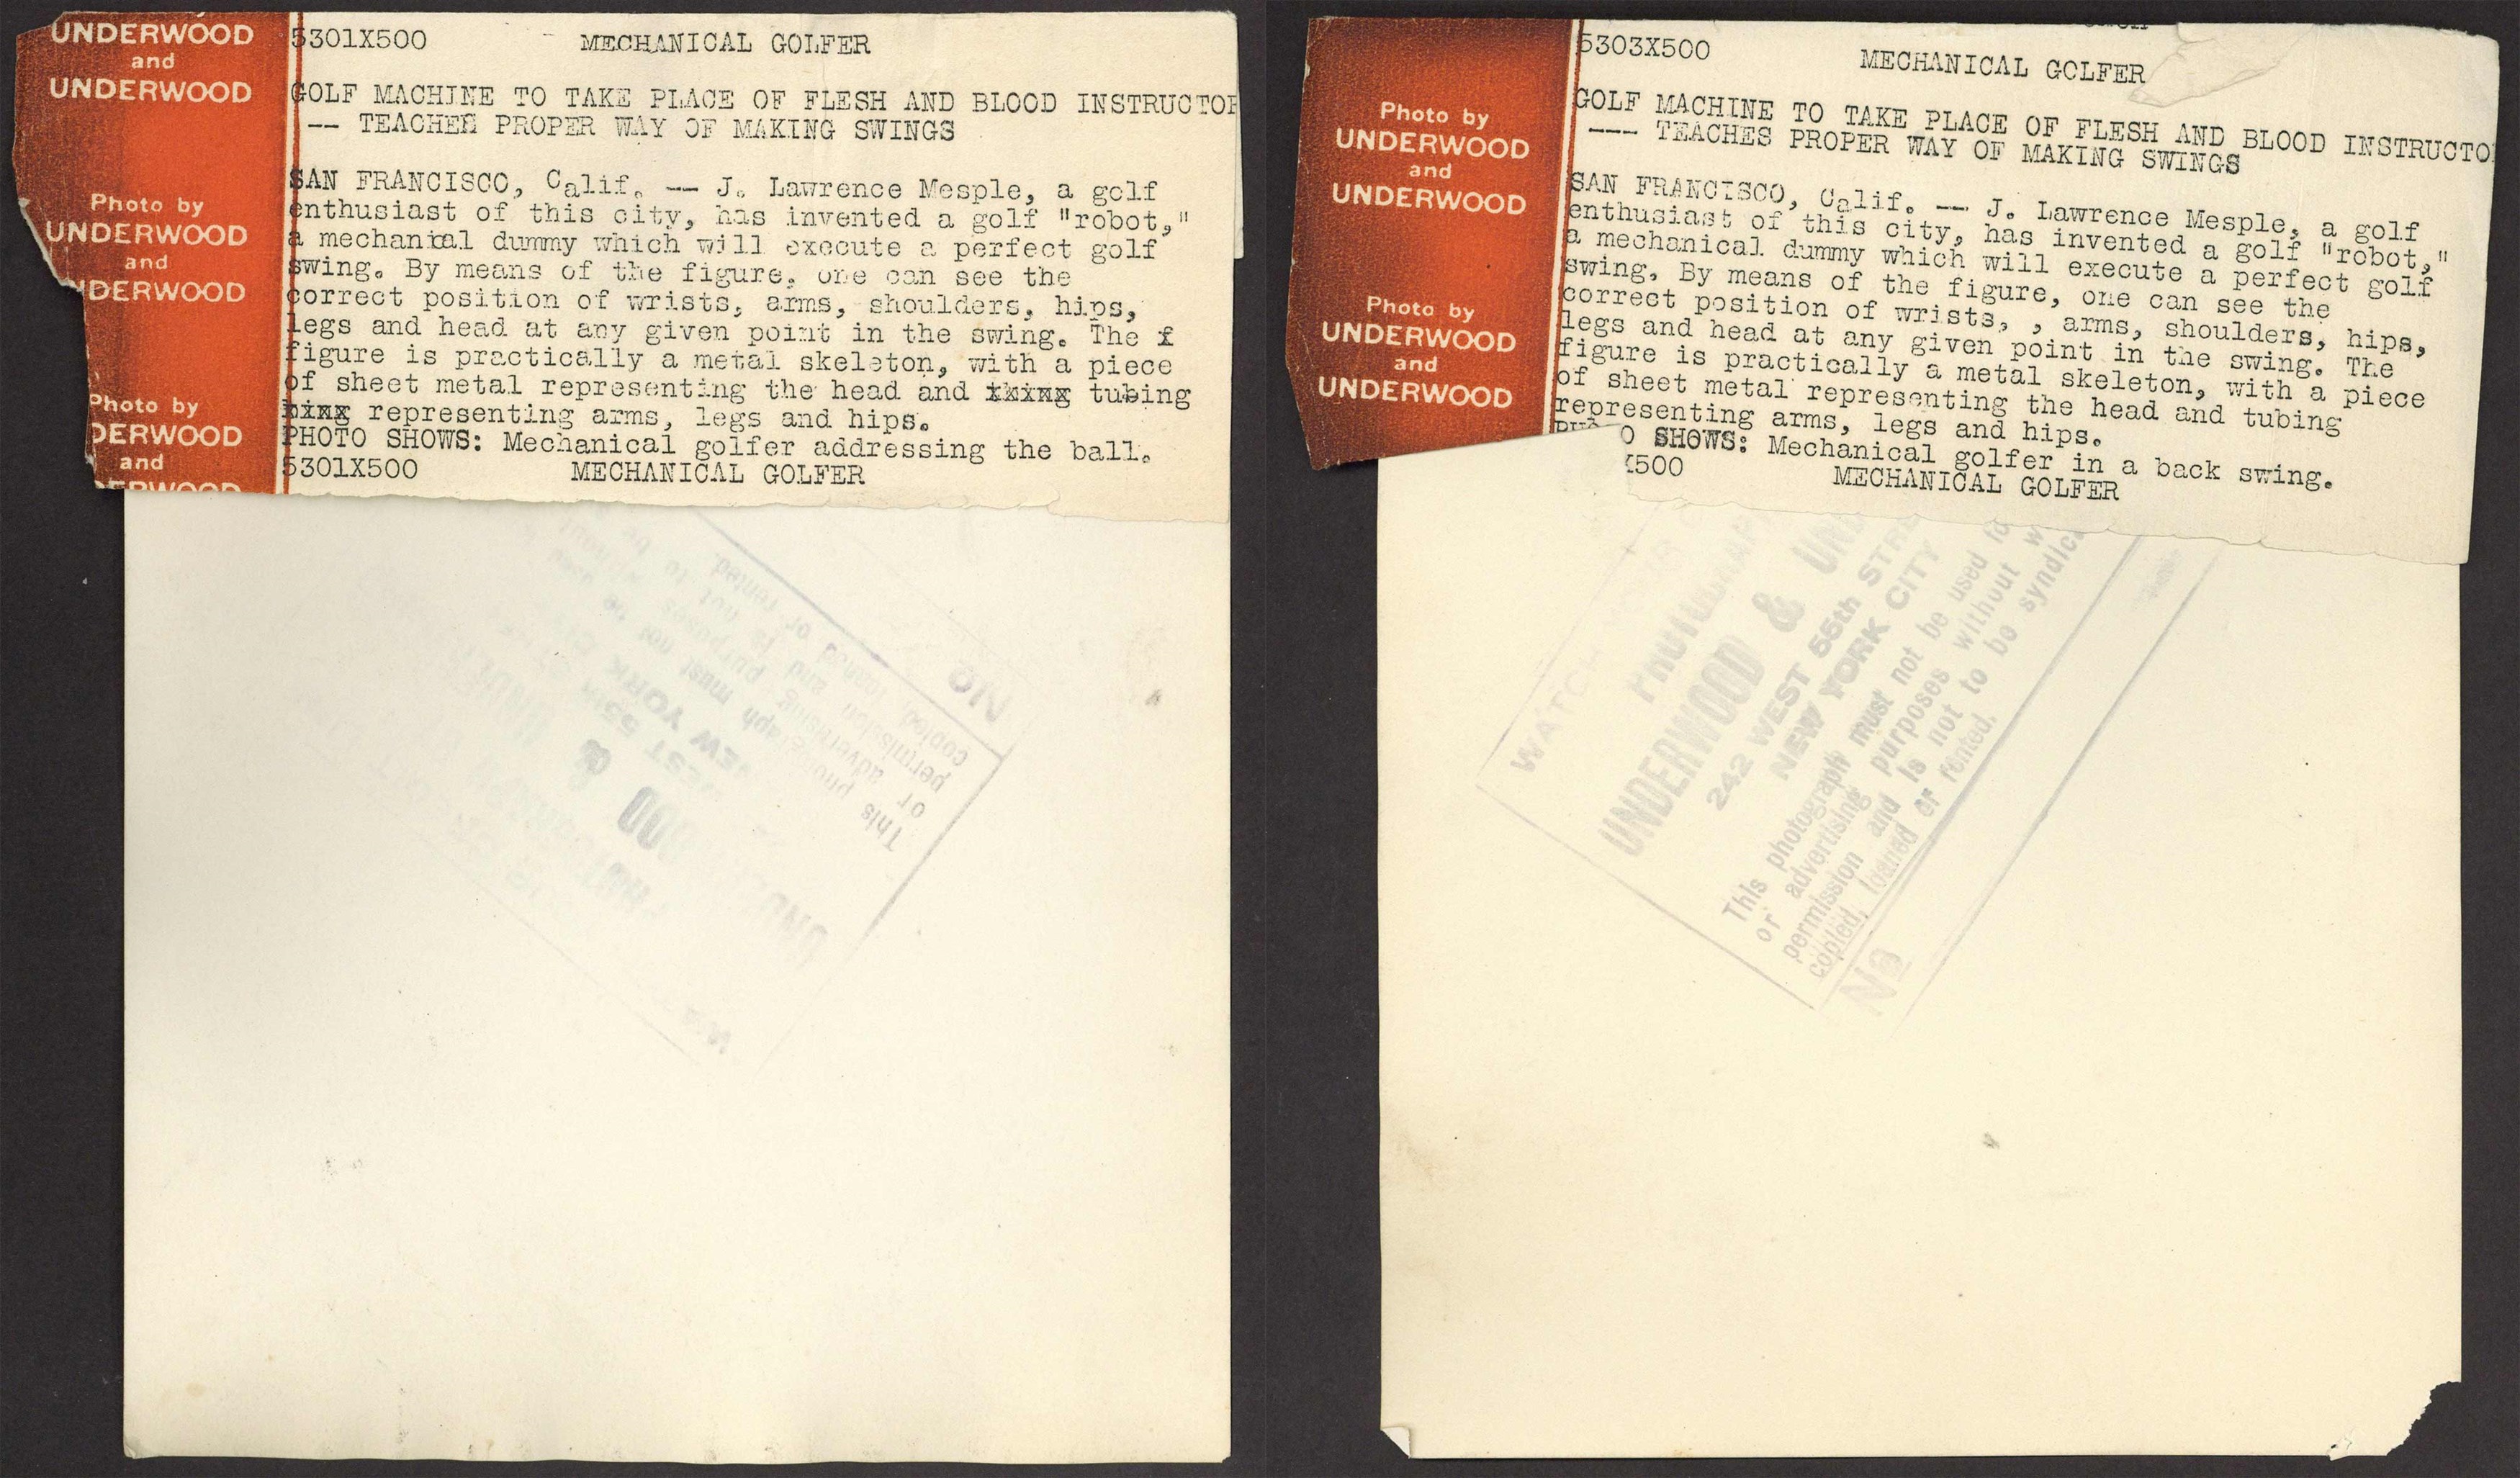 UNDERWOOD
and
UNDERWOOD
Photo by
UNDERWOOD
and
NDERWOOD
Photo by
DERWOOD
and
DERWOOD
5301X500 MECHANICAL GOLFER
GOLF MACHINE TO TAKE PLACE OF FLESH AND BLOOD INSTRUCTOR
-- TEACHER PROPER WAY OF MAKING SWINGS
SAN FRANCISCO, Calif. -- J. Lawrence Mesple, a golf
enthusiast of this city, has invented a golf "robot,"
a mechanical dummy which will execute a perfect golf
swing. By means of the figure, one can see the
correct position of wrists, arms, shoulders, hips,
legs and head at any given point in the swing. The f
figure is practically a metal skeleton, with a piece
of sheet metal representing the head and tubing
representing arms, legs and hips.
PHOTO SHOWS: Mechanical golfer addressing the ball.
5301X500 MECHANICAL GOLFER
This photograph must not be
or advertising purposes
permission and is not to
copied, loaned or rented.
No
Photo by
UNDERWOOD
and
UNDERWOOD
Photo by
UNDERWOOD
and
UNDERWOOD
5303X500 MECHANICAL GOLFER
GOLF MACHINE TO TAKE PLACE OF FLESH AND BLOOD INSTRUCTO
--- TEACHES PROPER WAY OF MAKING SWINGS
SAN FRANCISCO, Calif. -- J. Lawrence Mesple, a golf
enthusiast of this city, has invented a golf "robot,"
a mechanical dummy which will execute a perfect golf
swing. By means of the figure, one can see the
correct position of wrists, , arms, shoulders, hips,
legs and head at any given point in the swing. The
figure is practically a metal skeleton, with a piece
of sheet metal representing the head and tubing
representing arms, legs and hips.
O SHOWS: Mechanical golfer in a back swing.
X500 MECHANICAL GOLFER
WATCH
UNDERWOOD & UND
242 WEST 55th STRE
NEW YORK CITY
This photograph must not be used fo
or advertising purposes without w
permission and is not to be syndica
copied, loaned or rented.
No